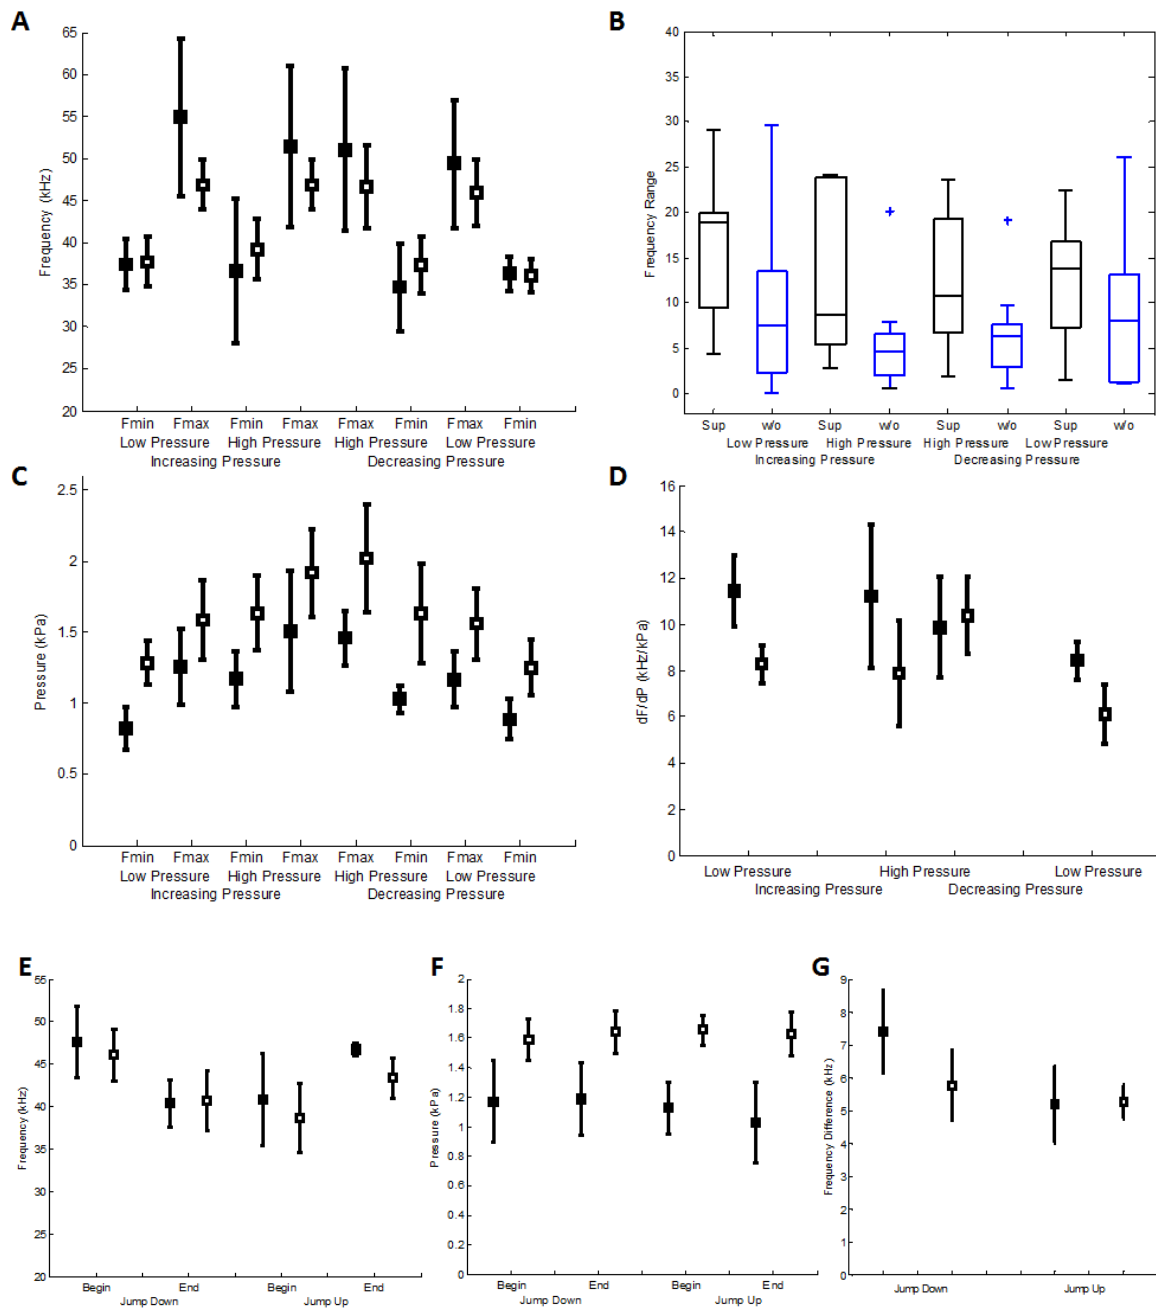 A
65
60
55
50
45
40
35
30
25
20
Frequency (kHz)
Fmin Fmax Fmin Fmax Fmax Fmin Fmax Fmin
Low Pressure High Pressure High Pressure Low Pressure
Increasing Pressure Decreasing Pressure
B
40
35
30
25
20
15
10
5
0
Frequency Range
Sup w/o Sup w/o Sup w/o Sup w/o
Low Pressure High Pressure High Pressure Low Pressure
Increasing Pressure Decreasing Pressure
C
2.5
2
1.5
1
0.5
0
Pressure (kPa)
Fmin Fmax Fmin Fmax Fmax Fmin Fmax Fmin
Low Pressure High Pressure High Pressure Low Pressure
Increasing Pressure Decreasing Pressure
D
16
14
12
10
8
6
4
2
0
dF/dP (kHz/kPa)
Low Pressure High Pressure Low Pressure
Increasing Pressure Decreasing Pressure
E
55
50
45
40
35
30
25
20
Frequency (kHz)
Begin End Begin End
Jump Down Jump Up
F
2
1.8
1.6
1.4
1.2
1
0.8
0.6
0.4
0.2
0
Pressure (kPa)
Begin End Begin End
Jump Down Jump Up
G
9
8
7
6
5
4
3
2
1
0
Frequency Difference (kHz)
Jump Down Jump Up